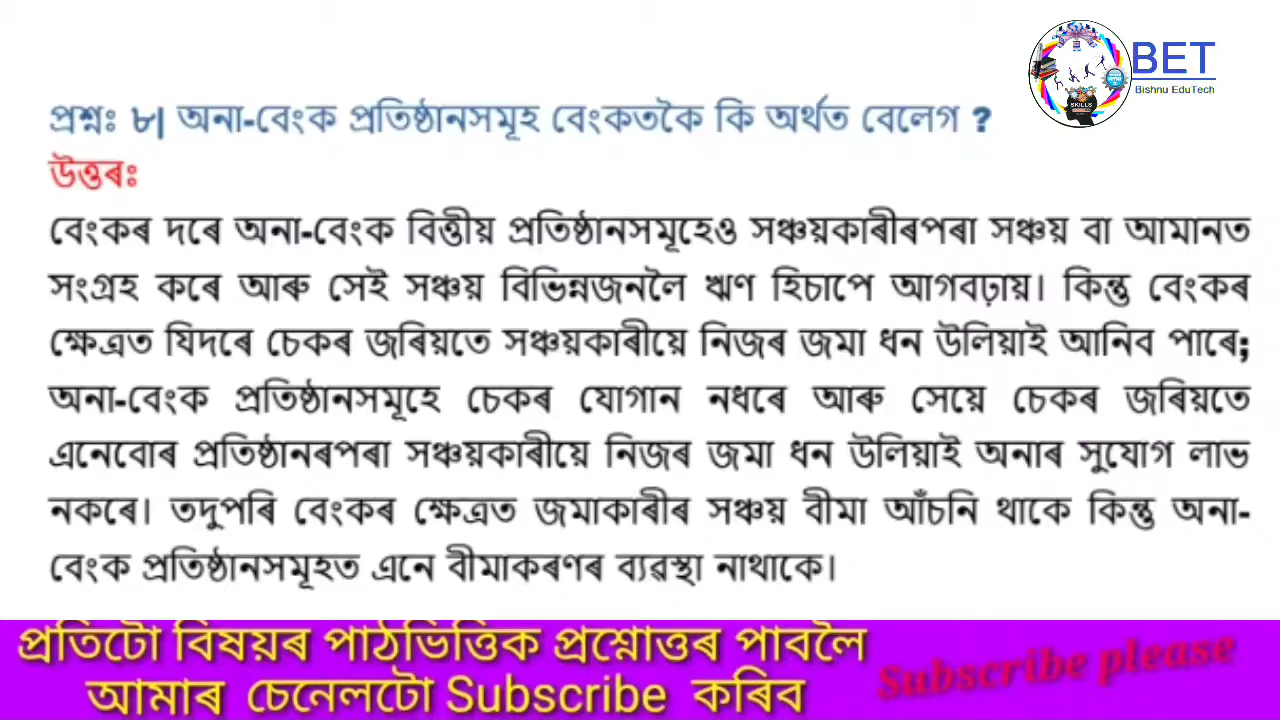 BET
Bishnu EduTech
SKILLS
প্ৰশ্নঃ ৮| অনা-বেংক প্ৰতিষ্ঠানসমূহ বেংকতকৈ কি অৰ্থত বেলেগ ?
উত্তৰঃ
বেংকৰ দৰে অনা-বেংক বিত্তীয় প্ৰতিষ্ঠানসমূহেও সঞ্চয়কাৰীৰপৰা সঞ্চয় বা আমানত
সংগ্ৰহ কৰে আৰু সেই সঞ্চয় বিভিন্নজনলৈ ঋণ হিচাপে আগবঢ়ায়। কিন্তু বেংকৰ
ক্ষেত্ৰত যিদৰে চেকৰ জৰিয়তে সঞ্চয়কাৰীয়ে নিজৰ জমা ধন উলিয়াই আনিব পাৰে;
অনা-বেংক প্ৰতিষ্ঠানসমূহে চেকৰ যোগান নধৰে আৰু সেয়ে চেকৰ জৰিয়তে
এনেবোৰ প্ৰতিষ্ঠানৰপৰা সঞ্চয়কাৰীয়ে নিজৰ জমা ধন উলিয়াই অনাৰ সুযোগ লাভ
নকৰে। তদুপৰি বেংকৰ ক্ষেত্ৰত জমাকাৰীৰ সঞ্চয় বীমা আঁচনি থাকে কিন্তু অনা-
বেংক প্ৰতিষ্ঠানসমূহত এনে বীমাকৰণৰ ব্যৱস্থা নাথাকে।
প্ৰতিটো বিষয়ৰ পাঠভিত্তিক প্ৰশ্নোত্তৰ পাবলৈ
আমাৰ চেনেলটো Subscribe কৰিব
Subscribe please